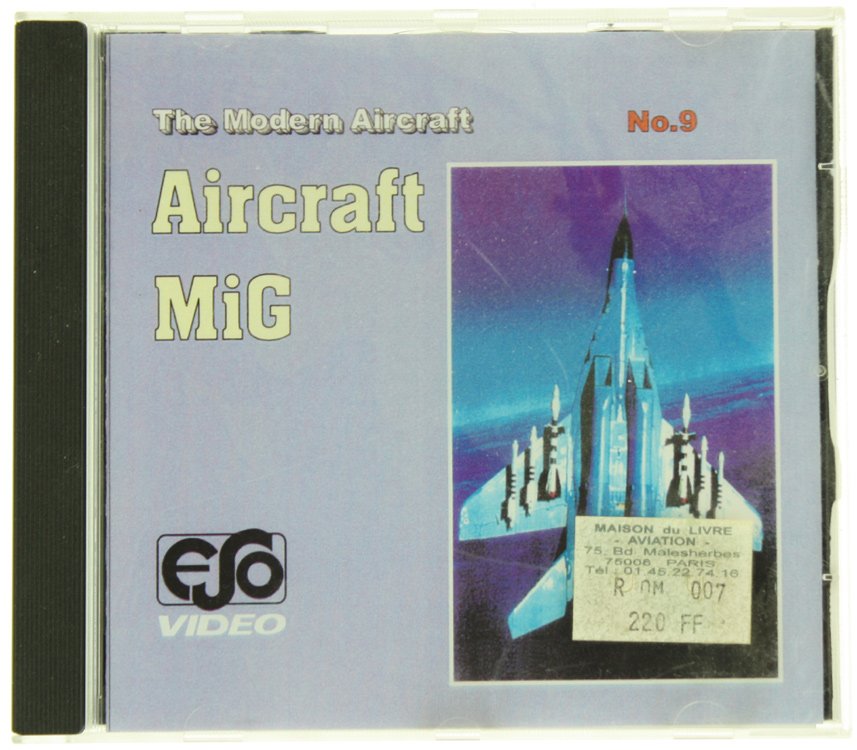 The Modern Aircraft
No.9
Aircraft
MiG
ESO
VIDEO
MAISON du LIVRE
- AVIATION -
75, Bd Malesherbes
75008 PARIS
Tél : 01.45.22.74.16
R OM 007
220 FF